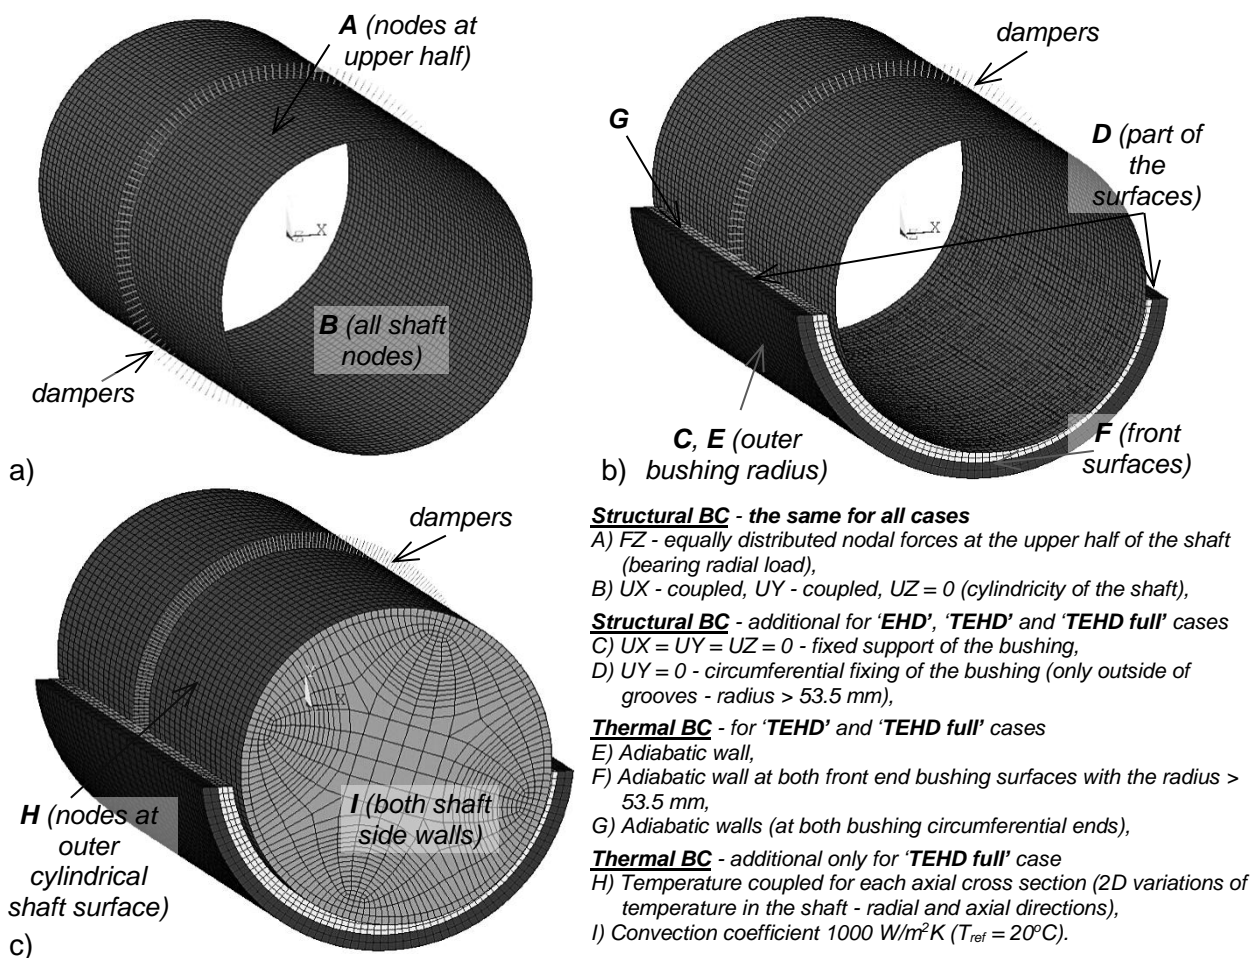 A (nodes at
upper half)
B (all shaft
nodes)
dampers
a)
dampers
G
D (part of
the
surfaces)
Z X
C, E (outer
bushing radius)
F (front
surfaces)
b)
dampers
H (nodes at
outer
cylindrical
shaft surface)
I (both shaft
side walls)
c)
Structural BC - the same for all cases
A) FZ - equally distributed nodal forces at the upper half of the shaft
(bearing radial load),
B) UX - coupled, UY - coupled, UZ = 0 (cylindricity of the shaft),
Structural BC - additional for ‘EHD’, ‘TEHD’ and ‘TEHD full’ cases
C) UX = UY = UZ = 0 - fixed support of the bushing,
D) UY = 0 - circumferential fixing of the bushing (only outside of
grooves - radius > 53.5 mm),
Thermal BC - for ‘TEHD’ and ‘TEHD full’ cases
E) Adiabatic wall,
F) Adiabatic wall at both front end bushing surfaces with the radius >
53.5 mm,
G) Adiabatic walls (at both bushing circumferential ends),
Thermal BC - additional only for ‘TEHD full’ case
H) Temperature coupled for each axial cross section (2D variations of
temperature in the shaft - radial and axial directions),
I) Convection coefficient 1000 W/m²K (Tref = 20°C).